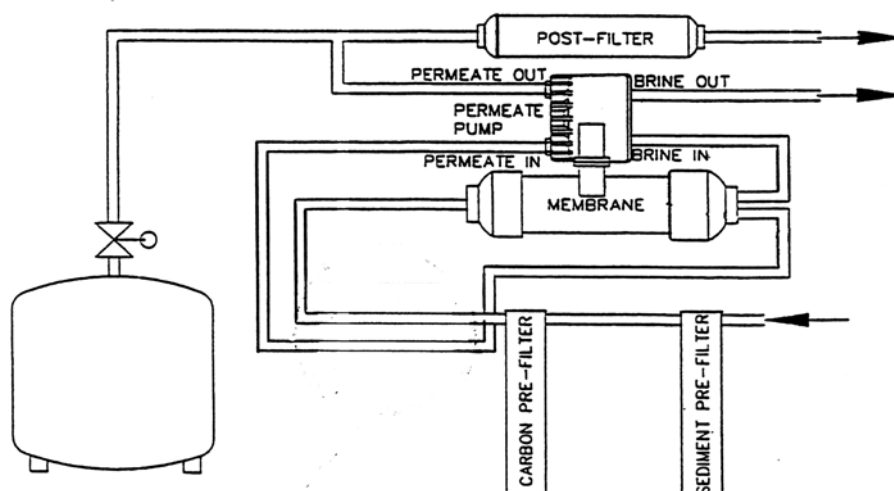 POST-FILTER
PERMEATE OUT
BRINE OUT
PERMEATE
PUMP
PERMEATE IN
BRINE IN
MEMBRANE
CARBON PRE-FILTER
SEDIMENT PRE-FILTER